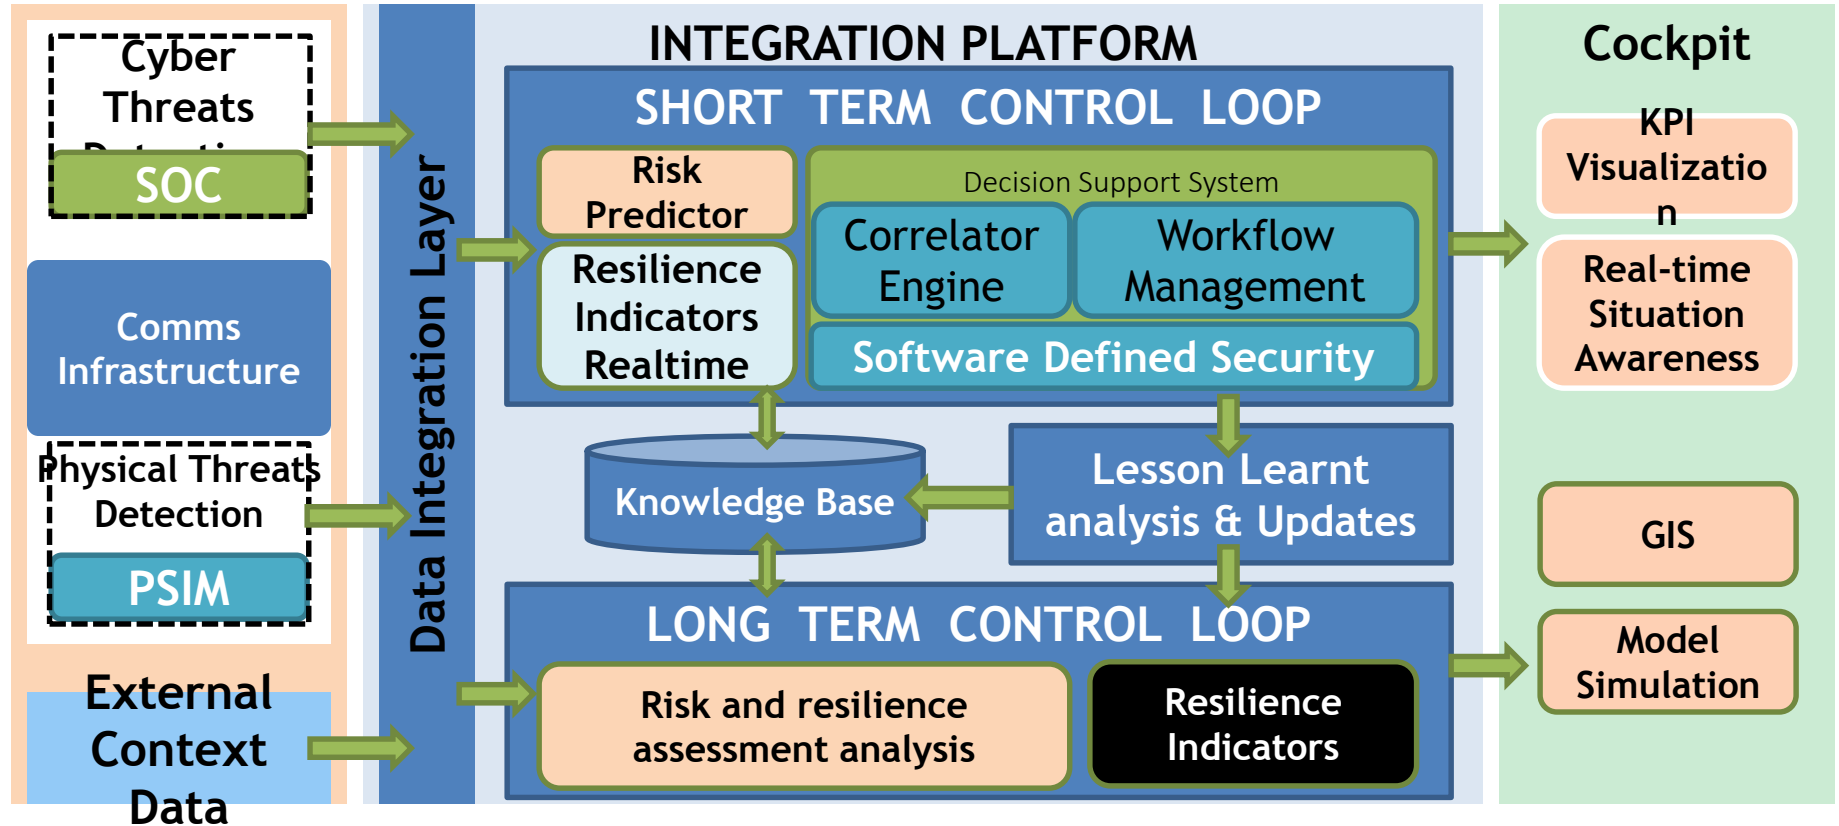 Cyber
Threats
SOC
Comms
Infrastructure
Physical Threats
Detection
PSIM
External
Context
Data
Data Integration Layer
INTEGRATION PLATFORM
SHORT TERM CONTROL LOOP
Risk
Predictor
Resilience
Indicators
Realtime
Decision Support System
Correlator
Engine
Workflow
Management
Software Defined Security
Knowledge Base
Lesson Learnt
analysis & Updates
LONG TERM CONTROL LOOP
Risk and resilience
assessment analysis
Resilience
Indicators
Cockpit
KPI
Visualizatio
n
Real-time
Situation
Awareness
GIS
Model
Simulation